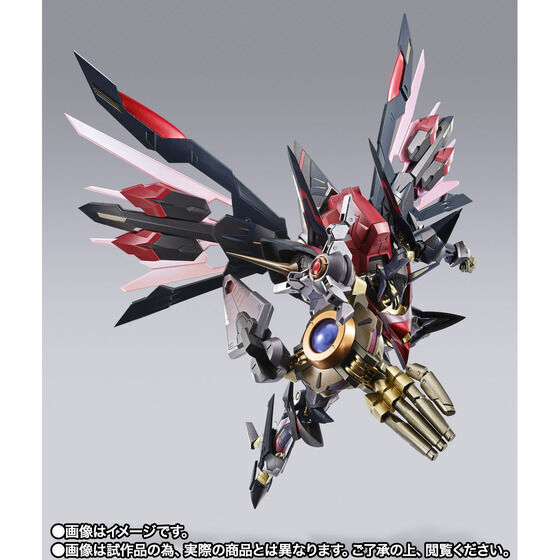 ※画像はイメージです。
※画像は試作品の為、実際の商品とは異なります。ご了承の上、閲覧ください。